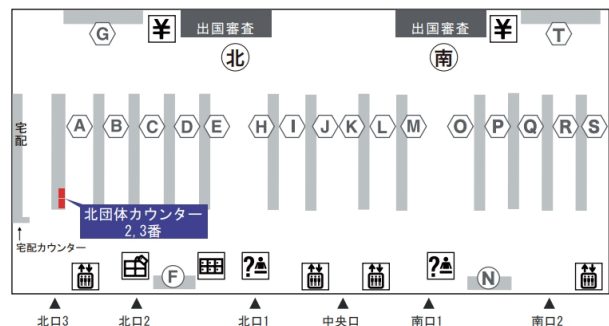 G
¥
出国審査
出国審査
¥
T
北
南
宅配
A
B
C
D
E
H
I
J
K
L
M
O
P
Q
R
S
北団体カウンター
2,3番
宅配カウンター
F
?
?
N
北口3
北口2
北口1
中央口
南口1
南口2